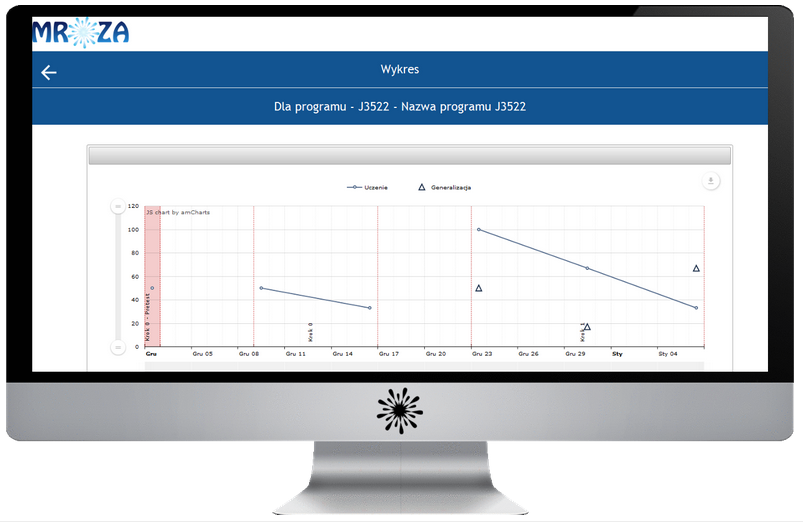 MROZA
Wykres
Dla programu - J3522 - Nazwa programu J3522
Uczenie
Generalizacja
JS chart by amCharts
120
100
80
60
40
20
0
Krok 0 - Pretest
Krok 0
Krok 1
Gru
Gru 05
Gru 08
Gru 11
Gru 14
Gru 17
Gru 20
Gru 23
Gru 26
Gru 29
Sty
Sty 04